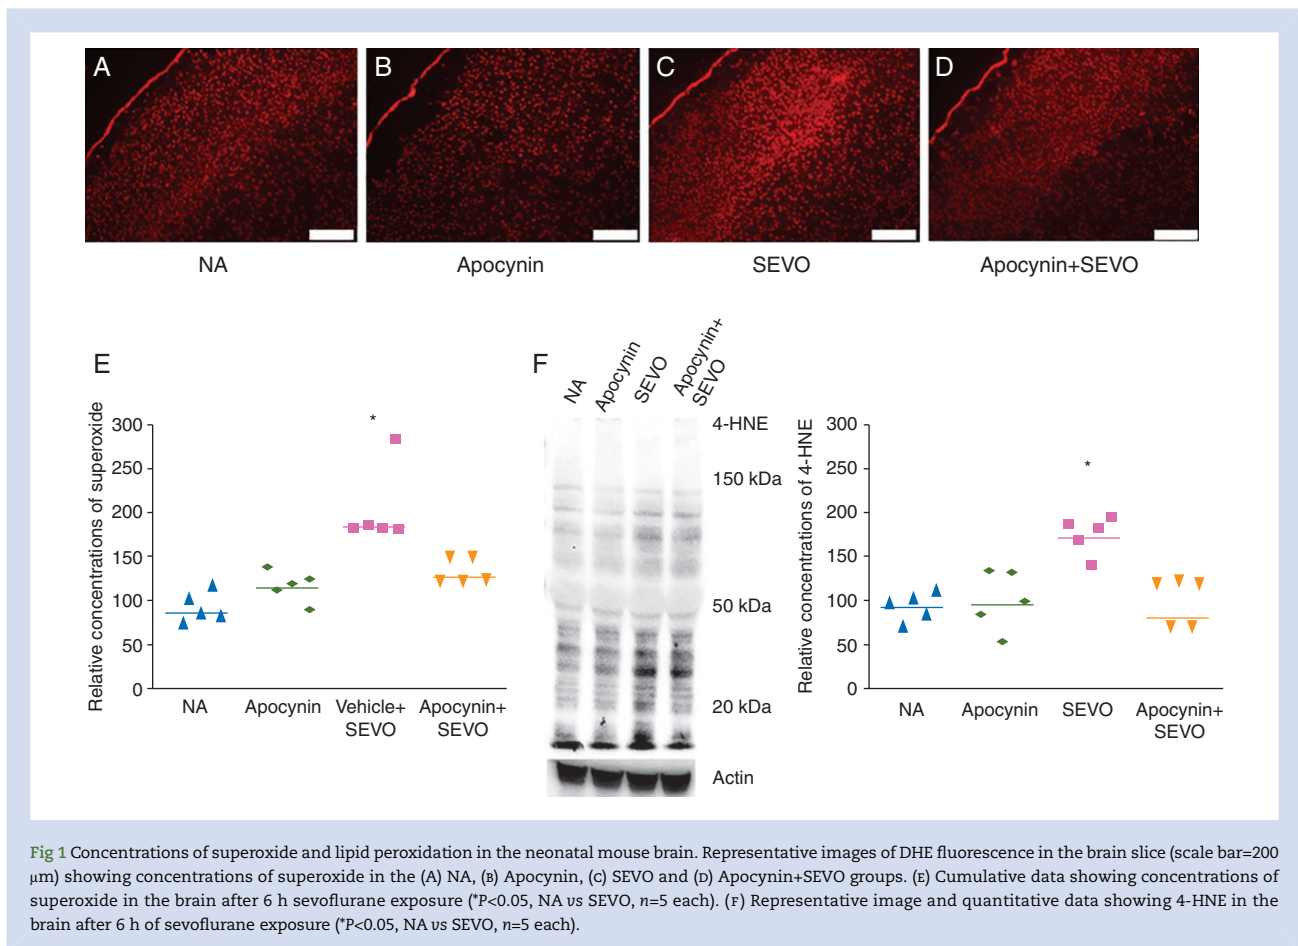 A
B
C
D
NA
Apocynin
SEVO
Apocynin+SEVO
E
Relative concentrations of superoxide
300
250
200
150
100
50
0
*
NA
Apocynin
Vehicle+
SEVO
Apocynin+
SEVO
F
NA
Apocynin
SEVO
Apocynin+
SEVO
4-HNE
150 kDa
50 kDa
20 kDa
Actin
Relative concentrations of 4-HNE
300
250
200
150
100
50
0
*
NA
Apocynin
SEVO
Apocynin+
SEVO
Fig 1 Concentrations of superoxide and lipid peroxidation in the neonatal mouse brain. Representative images of DHE fluorescence in the brain slice (scale bar=200
μm) showing concentrations of superoxide in the (A) NA, (B) Apocynin, (C) SEVO and (D) Apocynin+SEVO groups. (E) Cumulative data showing concentrations of
superoxide in the brain after 6 h sevoflurane exposure (*P<0.05, NA vs SEVO, n=5 each). (F) Representative image and quantitative data showing 4-HNE in the
brain after 6 h of sevoflurane exposure (*P<0.05, NA vs SEVO, n=5 each).